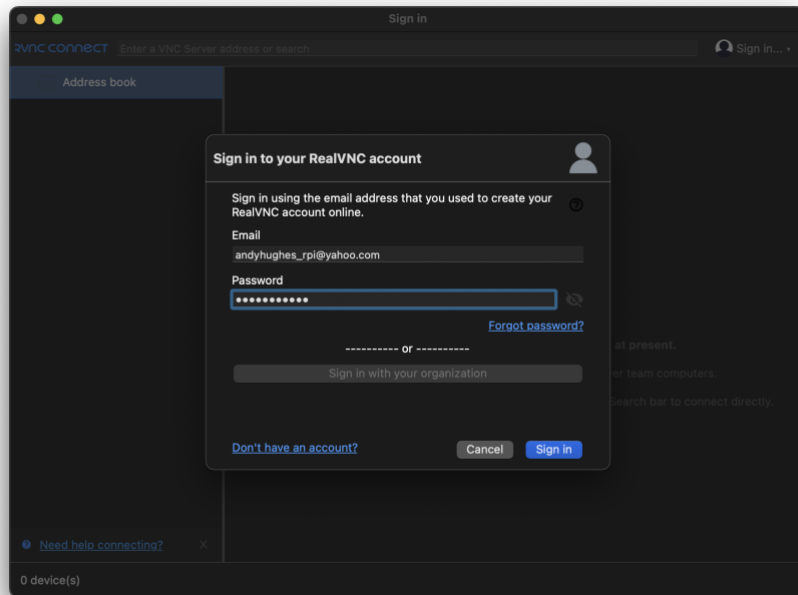 Sign in
RVNC CONNECT
Enter a VNC Server address or search
Sign in...
Address book
Sign in to your RealVNC account
Sign in using the email address that you used to create your
RealVNC account online.
Email
andyhughes_rpi@yahoo.com
Password
•••••••••••
Forgot password?
---------- or ----------
Sign in with your organization
Don't have an account?
Cancel
Sign in
at present.
team computers.
Search bar to connect directly.
Need help connecting?
X
0 device(s)